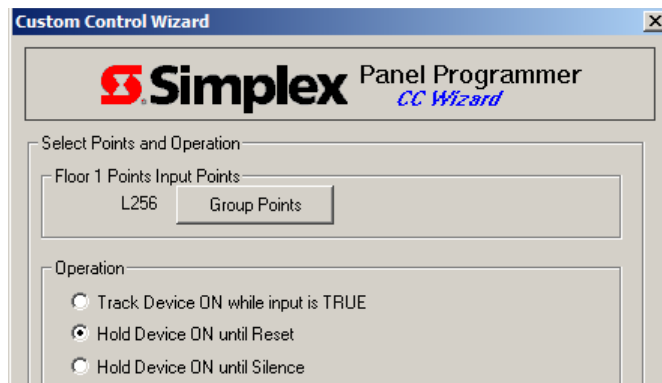 Custom Control Wizard
Simplex Panel Programmer
CC Wizard
Select Points and Operation
Floor 1 Points Input Points
L256 Group Points
Operation
Track Device ON while input is TRUE
Hold Device ON until Reset
Hold Device ON until Silence